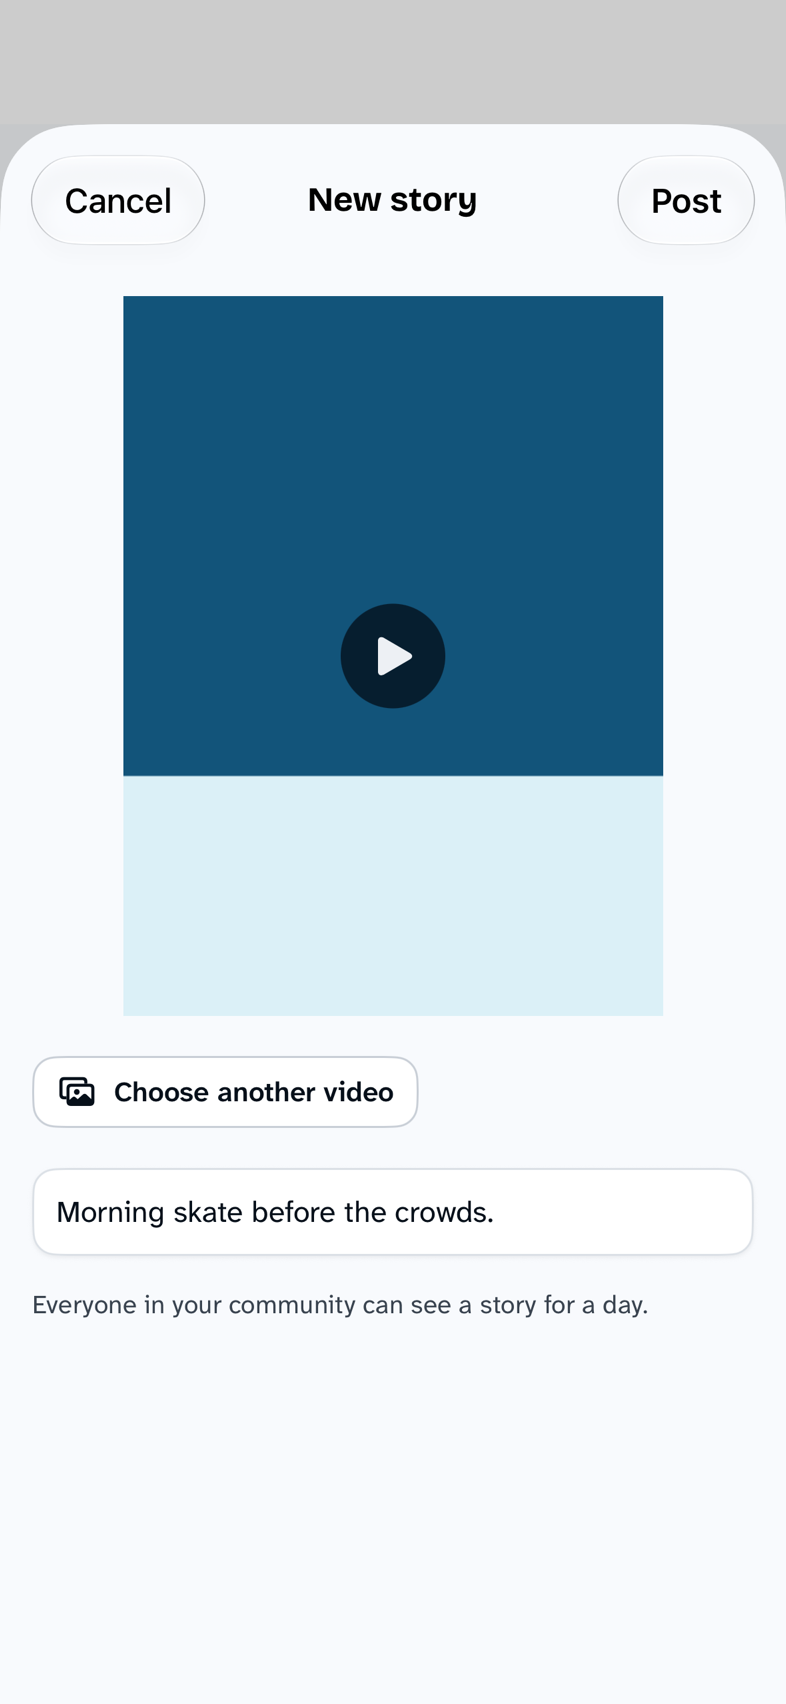 Cancel
New story
Post
Choose another video
Morning skate before the crowds.
Everyone in your community can see a story for a day.